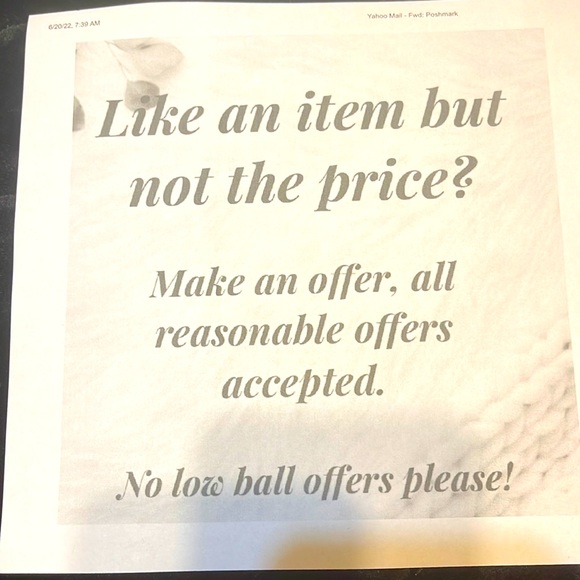 6/20/22, 7:39 AM
Yahoo Mail - Fwd: Poshmark
Like an item but
not the price?
Make an offer, all
reasonable offers
accepted.
No low ball offers please!